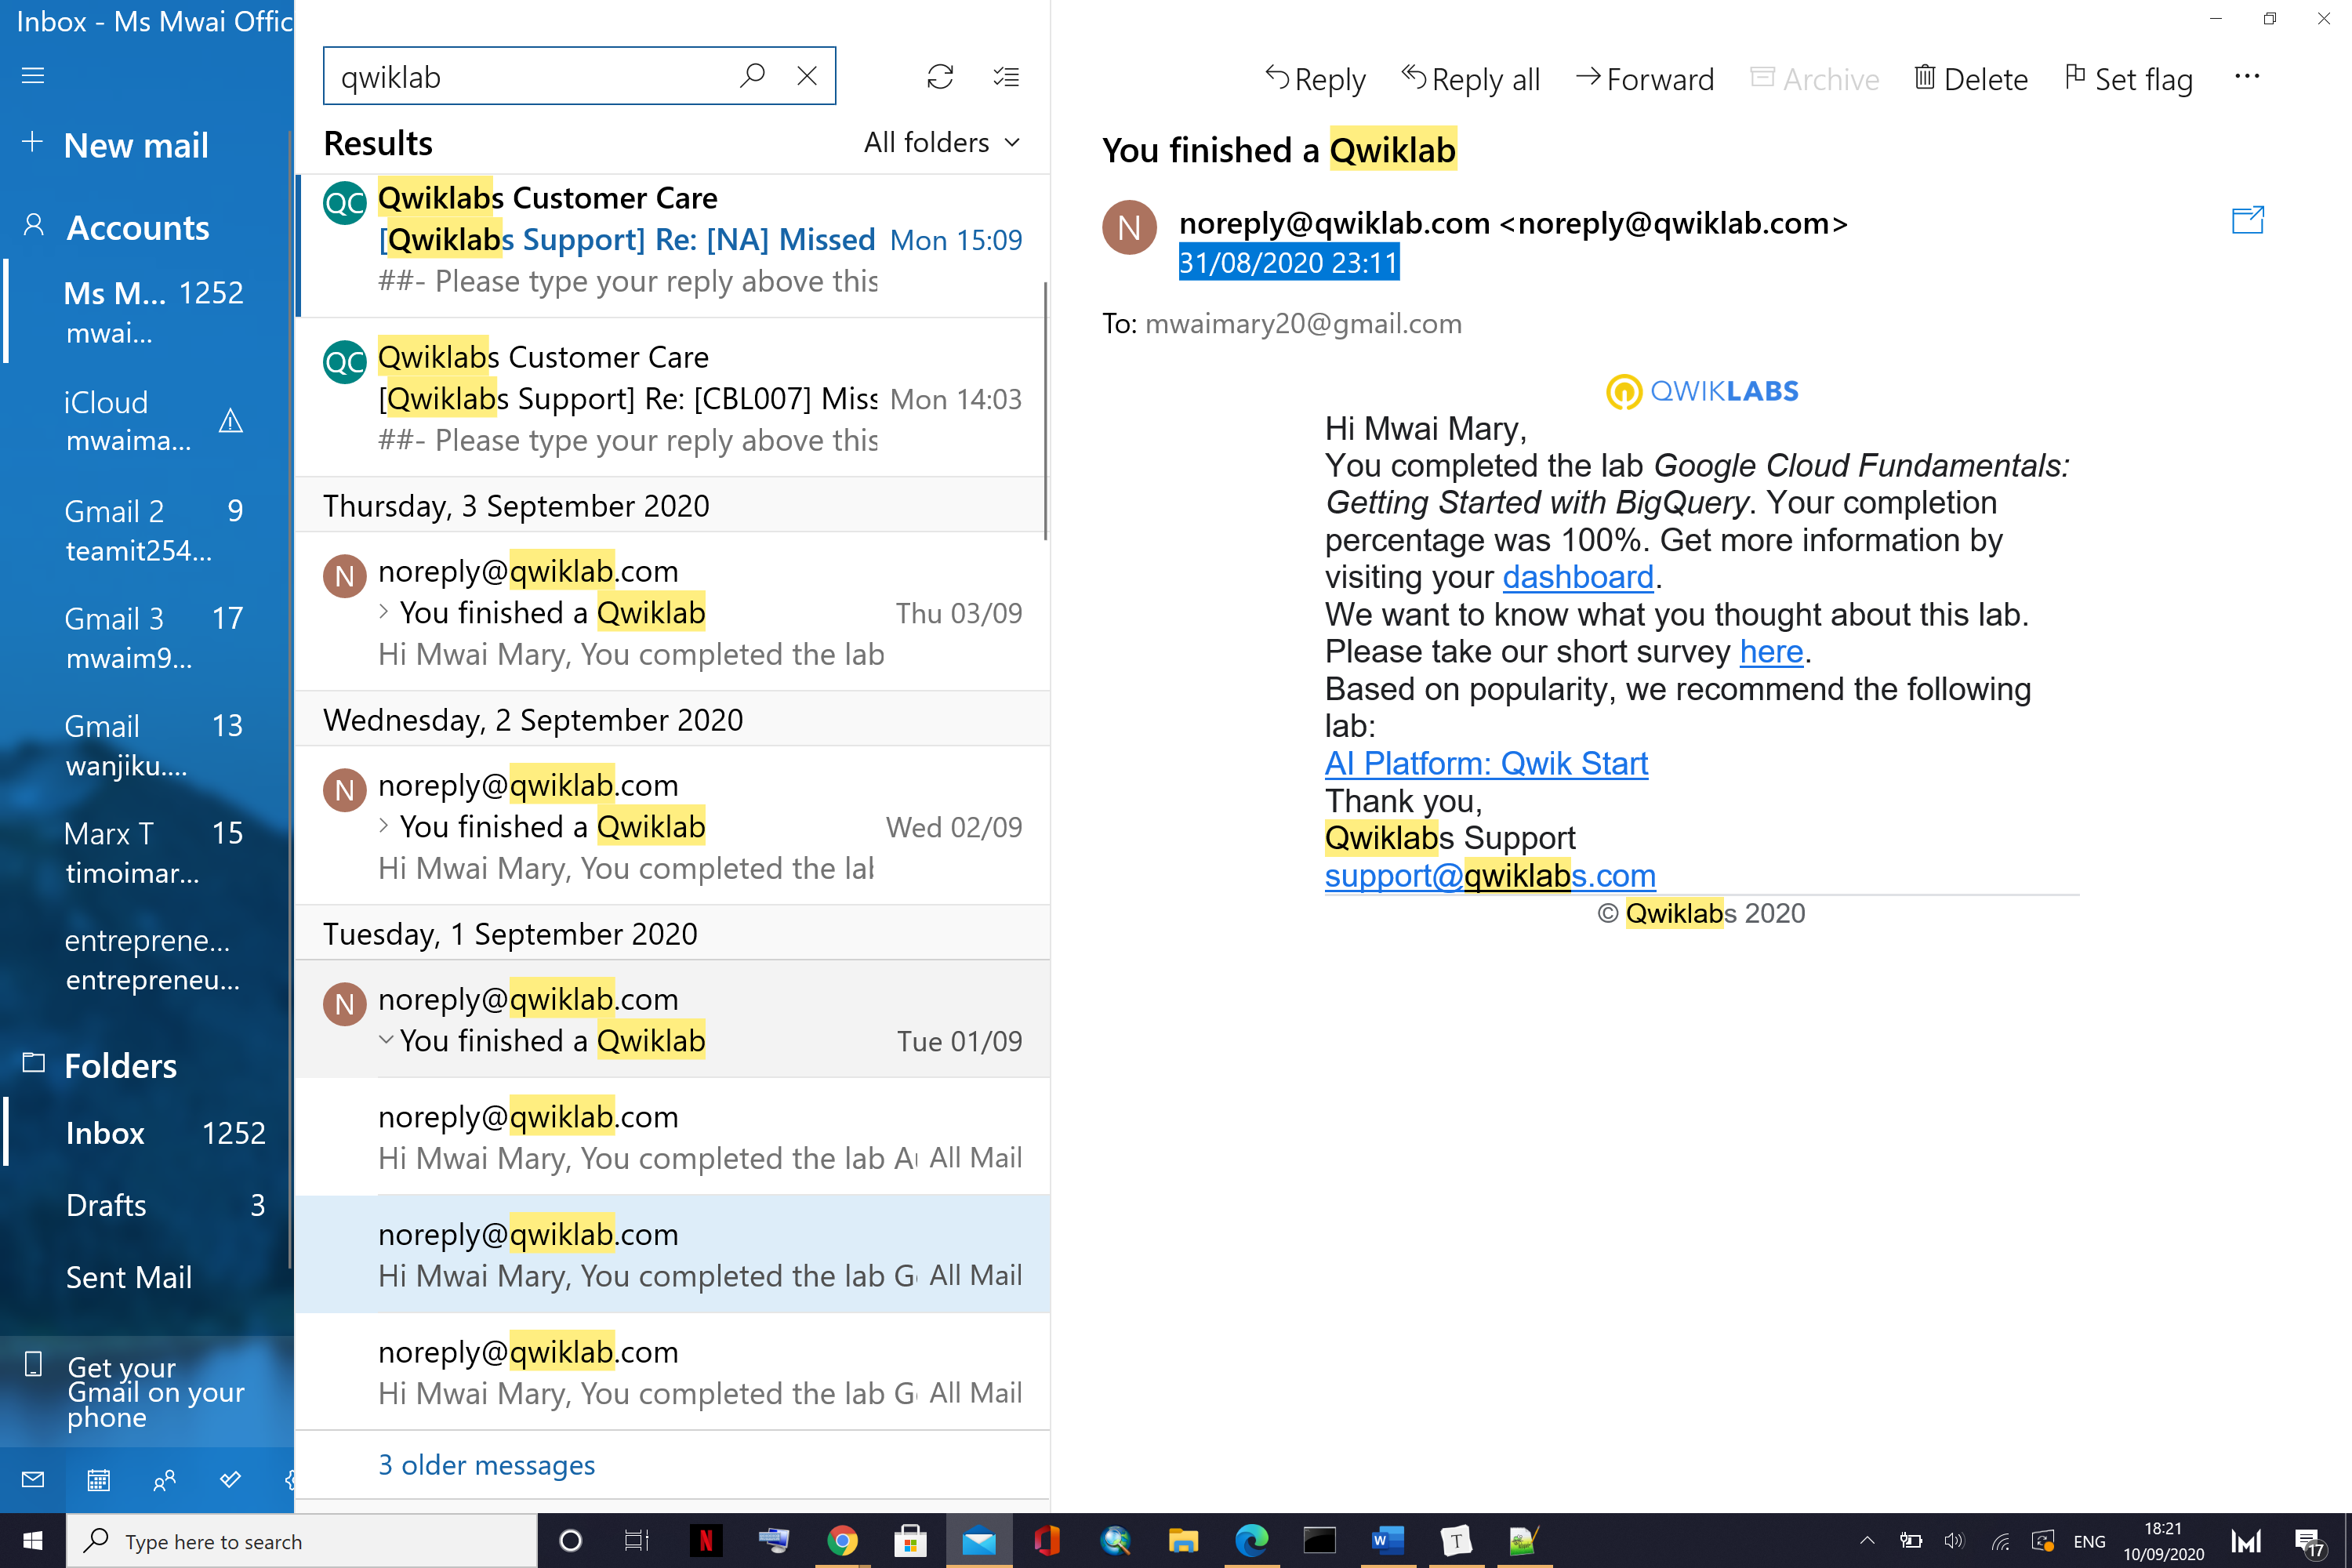 Inbox - Ms Mwai Offic
New mail
Accounts
Ms M... 1252
mwai...
iCloud
mwaima...
Gmail 2 9
teamit254...
Gmail 3 17
mwaim9...
Gmail 13
wanjiku....
Marx T 15
timoimar...
entreprene...
entrepreneu...
Folders
Inbox 1252
Drafts 3
Sent Mail
Get your
Gmail on your
phone
qwiklab
Results All folders
QC Qwiklabs Customer Care
[Qwiklabs Support] Re: [NA] Missed Mon 15:09
##- Please type your reply above this
QC Qwiklabs Customer Care
[Qwiklabs Support] Re: [CBL007] Miss Mon 14:03
##- Please type your reply above this
Thursday, 3 September 2020
N noreply@qwiklab.com
You finished a Qwiklab Thu 03/09
Hi Mwai Mary, You completed the lab
Wednesday, 2 September 2020
N noreply@qwiklab.com
You finished a Qwiklab Wed 02/09
Hi Mwai Mary, You completed the lab
Tuesday, 1 September 2020
N noreply@qwiklab.com
You finished a Qwiklab Tue 01/09
noreply@qwiklab.com
Hi Mwai Mary, You completed the lab Au All Mail
noreply@qwiklab.com
Hi Mwai Mary, You completed the lab Go All Mail
noreply@qwiklab.com
Hi Mwai Mary, You completed the lab Go All Mail
3 older messages
Reply Reply all Forward Archive Delete Set flag
You finished a Qwiklab
N noreply@qwiklab.com <noreply@qwiklab.com>
31/08/2020 23:11
To: mwaimary20@gmail.com
QWIKLABS
Hi Mwai Mary,
You completed the lab Google Cloud Fundamentals:
Getting Started with BigQuery. Your completion
percentage was 100%. Get more information by
visiting your dashboard.
We want to know what you thought about this lab.
Please take our short survey here.
Based on popularity, we recommend the following
lab:
AI Platform: Qwik Start
Thank you,
Qwiklabs Support
support@qwiklabs.com
© Qwiklabs 2020
Type here to search
ENG
18:21
10/09/2020
17